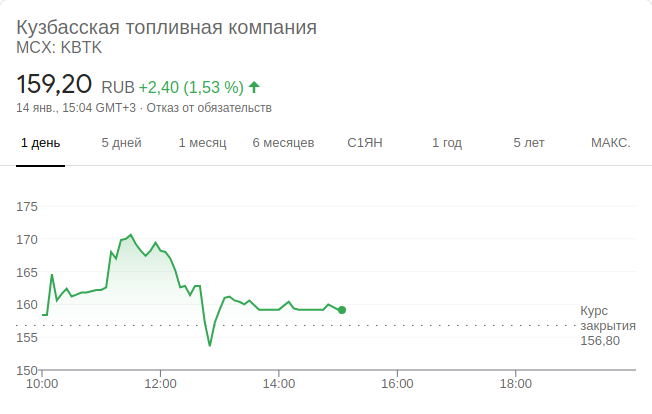 Кузбасская топливная компания
MCX: KBTK
159,20 RUB +2,40 (1,53 %)
14 янв., 15:04 GMT+3 · Отказ от обязательств
1 день 5 дней 1 месяц 6 месяцев С1ЯН 1 год 5 лет МАКС.
175
170
165
160
155
150
Курс
закрытия
156,80
10:00 12:00 14:00 16:00 18:00